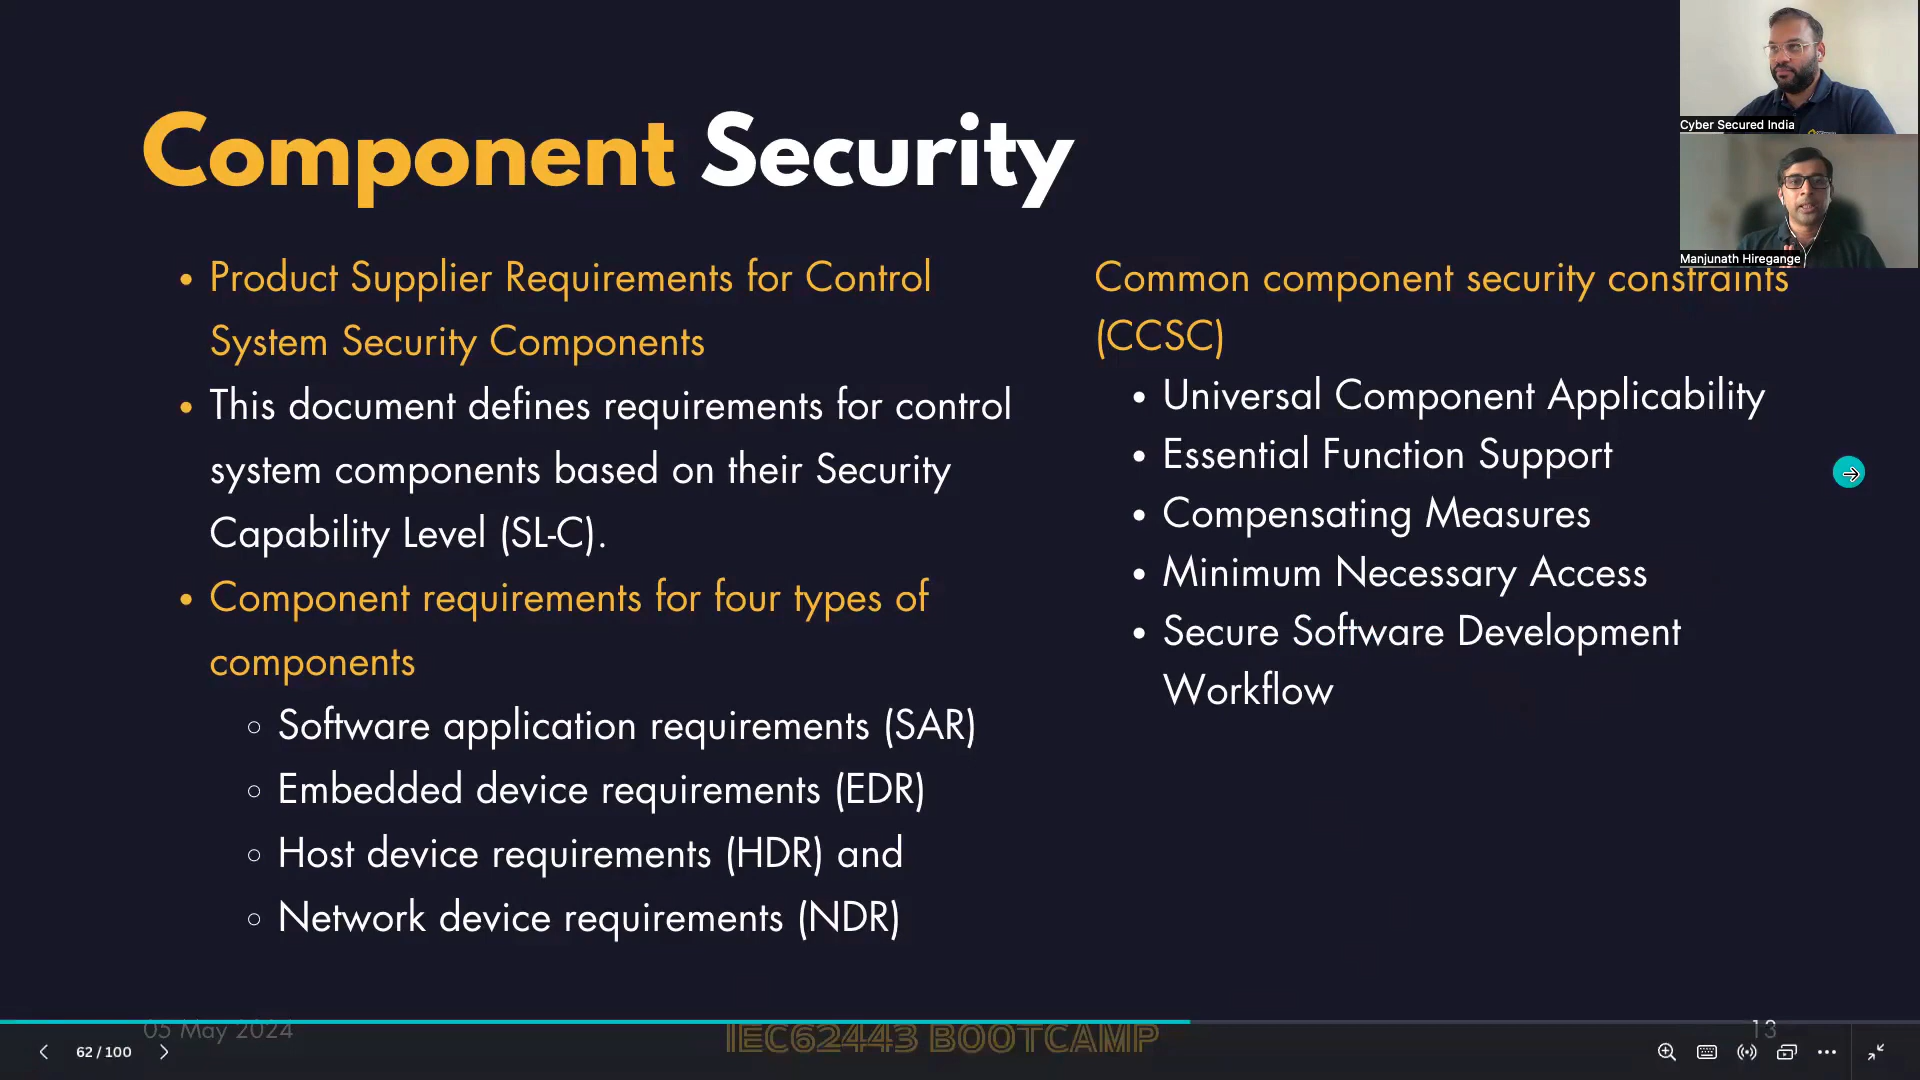 Component Security
Product Supplier Requirements for Control
System Security Components
This document defines requirements for control
system components based on their Security
Capability Level (SL-C).
Component requirements for four types of
components
Software application requirements (SAR)
Embedded device requirements (EDR)
Host device requirements (HDR) and
Network device requirements (NDR)
Common component security constraints
(CCSC)
Universal Component Applicability
Essential Function Support
Compensating Measures
Minimum Necessary Access
Secure Software Development
Workflow
Cyber Secured India
Manjunath Hiregange
05 May 2024
IEC62443 BOOTCAMP
13
62 / 100